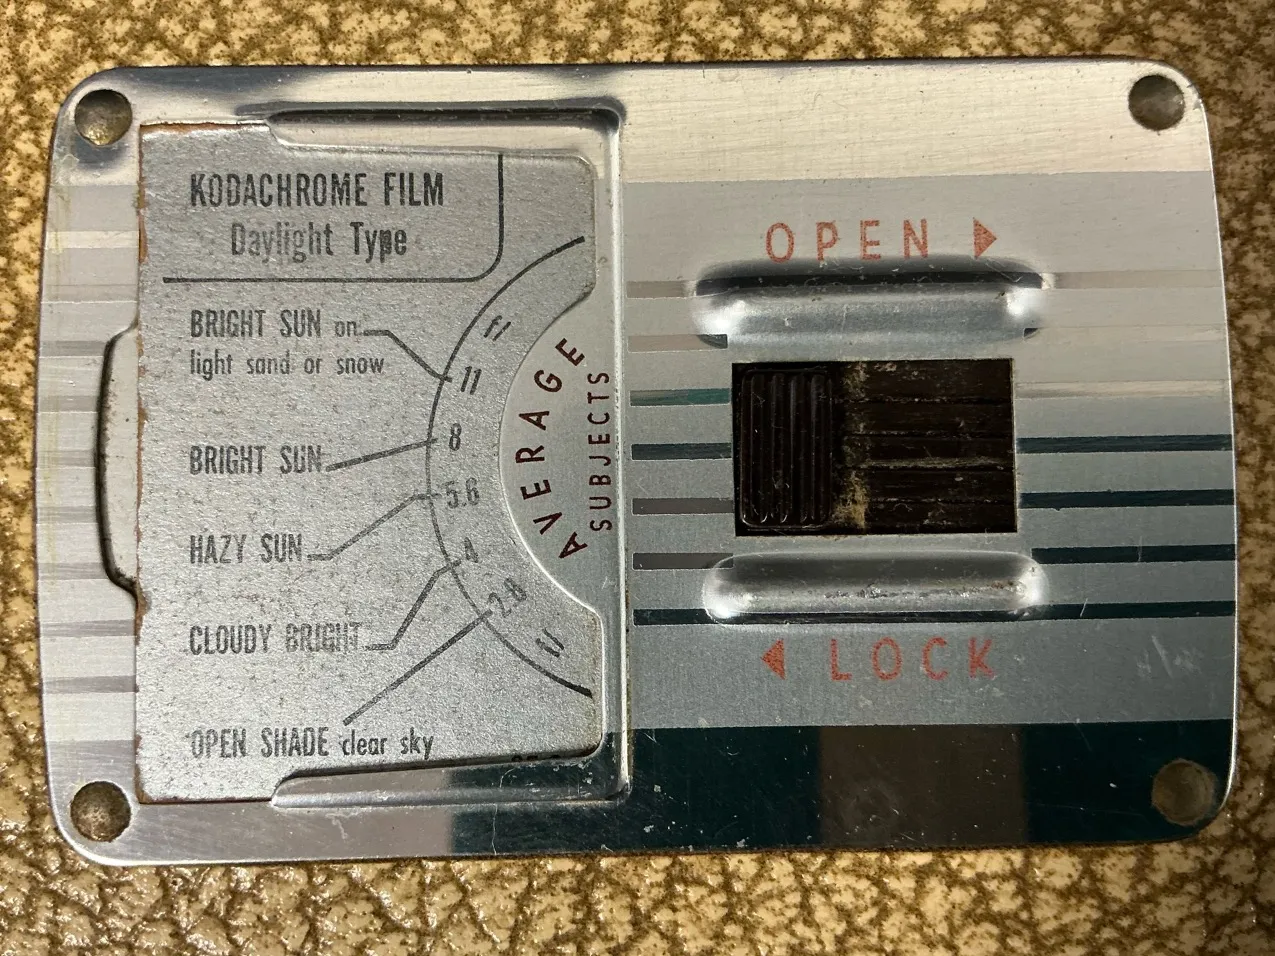 KODACHROME FILM
Daylight Type
BRIGHT SUN on
light sand or snow
BRIGHT SUN
HAZY SUN
CLOUDY BRIGHT
OPEN SHADE clear sky
f/
11
8
5.6
4
2.8
f/
AVERAGE
SUBJECTS
OPEN ▶
◀ LOCK